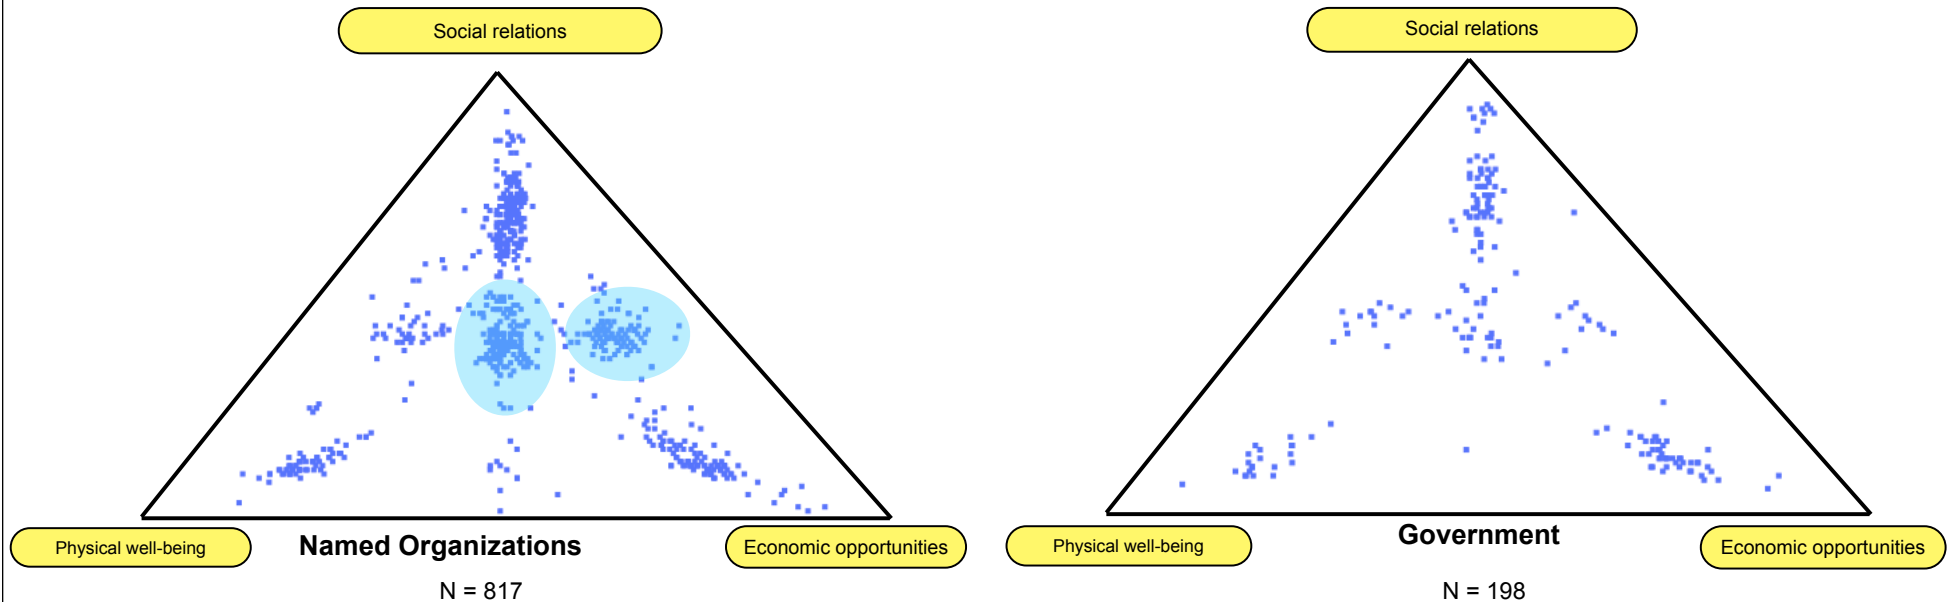 Social relations
Physical well-being
Named Organizations
Economic opportunities
N = 817
Social relations
Physical well-being
Government
Economic opportunities
N = 198